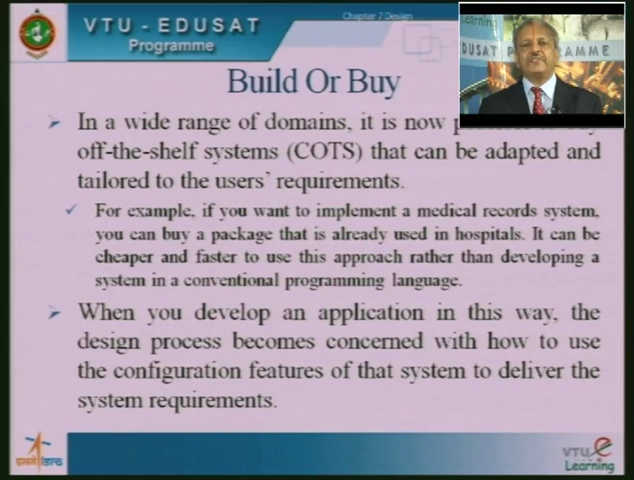 VTU - EDUSAT
Programme
Chapter 7 Design
Learning
EDUSAT PROGRAMME
Build Or Buy
➢ In a wide range of domains, it is now
off-the-shelf systems (COTS) that can be adapted and
tailored to the users' requirements.
✓ For example, if you want to implement a medical records system,
you can buy a package that is already used in hospitals. It can be
cheaper and faster to use this approach rather than developing a
system in a conventional programming language.
➢ When you develop an application in this way, the
design process becomes concerned with how to use
the configuration features of that system to deliver the
system requirements.
VTU e
Learning